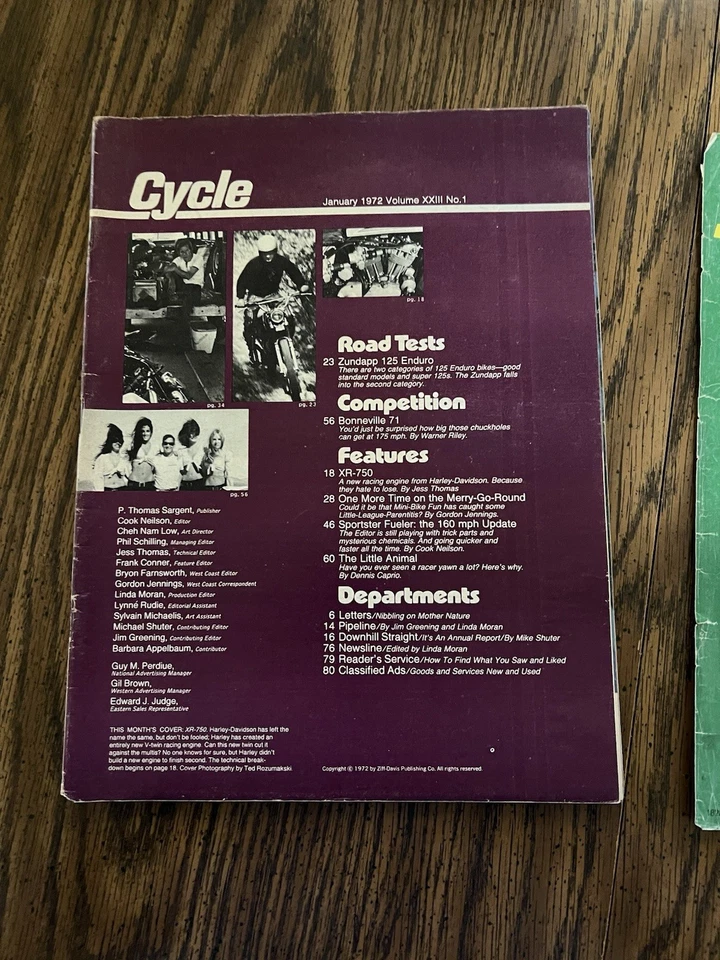 Cycle
January 1972 Volume XXIII No.1
pg. 18
pg. 34
pg. 23
pg. 56
Road Tests
23 Zundapp 125 Enduro
There are two categories of 125 Enduro bikes—good
standard models and super 125s. The Zundapp falls
into the second category.
Competition
56 Bonneville 71
You'd just be surprised how big those chuckholes
can get at 175 mph. By Warner Riley.
Features
18 XR-750
A new racing engine from Harley-Davidson. Because
they hate to lose. By Jess Thomas
28 One More Time on the Merry-Go-Round
Could it be that Mini-Bike Fun has caught some
Little-League-Parentitis? By Gordon Jennings.
46 Sportster Fueler: the 160 mph Update
The Editor is still playing with trick parts and
mysterious chemicals. And going quicker and
faster all the time. By Cook Neilson.
60 The Little Animal
Have you ever seen a racer yawn a lot? Here's why.
By Dennis Caprio.
Departments
6 Letters/Nibbling on Mother Nature
14 Pipeline/By Jim Greening and Linda Moran
16 Downhill Straight/It's An Annual Report/By Mike Shuter
76 Newsline/Edited by Linda Moran
79 Reader's Service/How To Find What You Saw and Liked
80 Classified Ads/Goods and Services New and Used
P. Thomas Sargent, Publisher
Cook Neilson, Editor
Cheh Nam Low, Art Director
Phil Schilling, Managing Editor
Jess Thomas, Technical Editor
Frank Conner, Feature Editor
Bryon Farnsworth, West Coast Editor
Gordon Jennings, West Coast Correspondent
Linda Moran, Production Editor
Lynné Rudie, Editorial Assistant
Sylvain Michaelis, Art Assistant
Michael Shuter, Contributing Editor
Jim Greening, Contributing Editor
Barbara Appelbaum, Contributor
Guy M. Perdiue,
National Advertising Manager
Gil Brown,
Western Advertising Manager
Edward J. Judge,
Eastern Sales Representative
THIS MONTH'S COVER: XR-750. Harley-Davidson has left the
name the same, but don't be fooled; Harley has created an
entirely new V-twin racing engine. Can this new twin cut it
against the multis? No one knows for sure, but Harley didn't
build a new engine to finish second. The technical break-
down begins on page 18. Cover Photography by Ted Rozumakski
Copyright © 1972 by Ziff-Davis Publishing Co. All rights reserved.